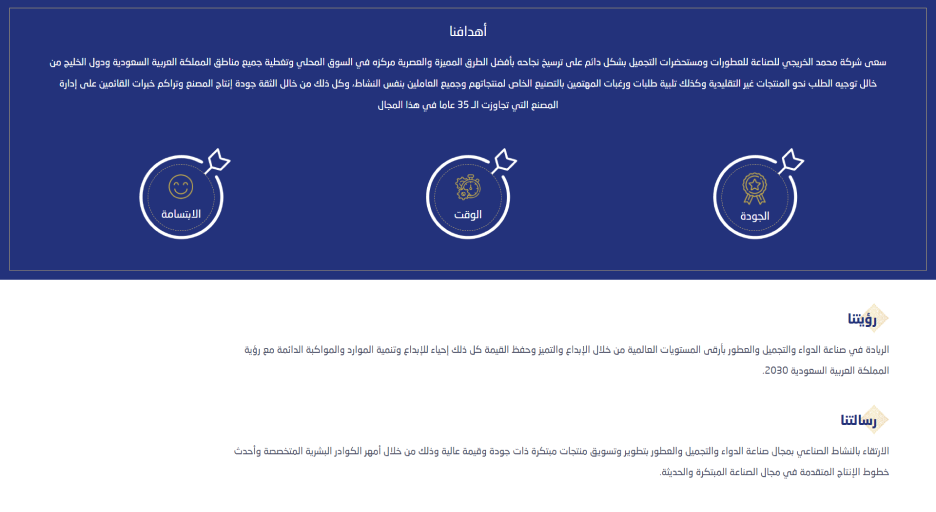 أهدافنا
سعى شركة محمد الخريجي للصناعة للعطورات ومستحضرات التجميل بشكل دائم على ترسيخ نجاحه بأفضل الطرق المميزة والعصرية مركزه في السوق المحلي وتغطية جميع مناطق المملكة العربية السعودية ودول الخليج من
خلال توجيه الطلب نحو المنتجات غير التقليدية وكذلك تلبية طلبات ورغبات المهتمين بالتصنيع الخاص لمنتجاتهم وجميع العاملين بنفس النشاط، وكل ذلك من خلال الثقة جودة إنتاج المصنع وتراكم خبرات القائمين على إدارة
المصنع التي تجاوزت الـ 35 عاما في هذا المجال
الجودة
الوقت
الابتسامة
رؤيتنا
الريادة في صناعة الدواء والتجميل والعطور بأرقى المستويات العالمية من خلال الإبداع والتميز وحفظ القيمة كل ذلك إحياء للإبداع وتنمية الموارد والمواكبة الدائمة مع رؤية
المملكة العربية السعودية 2030.
رسالتنا
الارتقاء بالنشاط الصناعي بمجال صناعة الدواء والتجميل والعطور بتطوير وتسويق منتجات مبتكرة ذات جودة وقيمة عالية وذلك من خلال أمهر الكوادر البشرية المتخصصة وأحدث
خطوط الإنتاج المتقدمة في مجال الصناعة المبتكرة والحديثة.